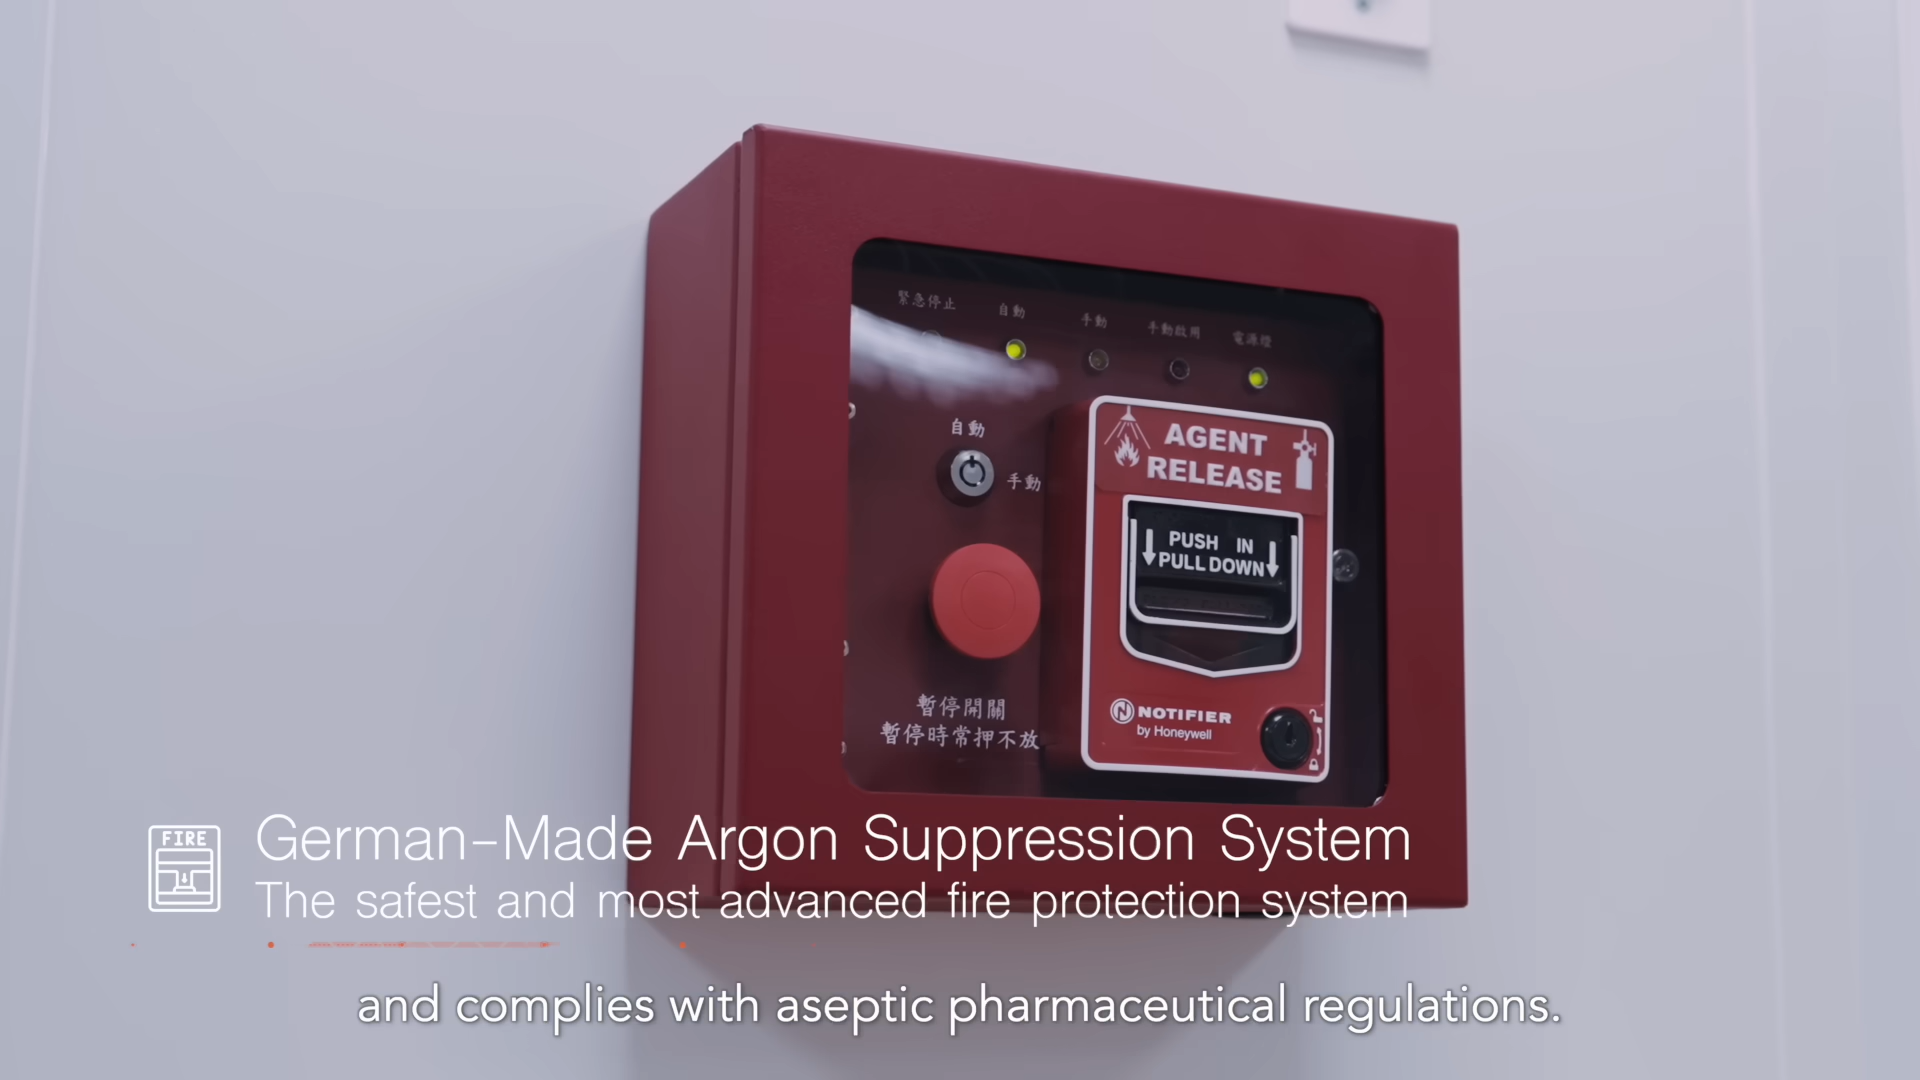 緊急停止
自動
手動
手動啟用
電源燈
自動
手動
AGENT
RELEASE
PUSH IN
PULL DOWN
暫停開關
暫停時常押不放
NOTIFIER
by Honeywell
FIRE
German-Made Argon Suppression System
The safest and most advanced fire protection system
and complies with aseptic pharmaceutical regulations.